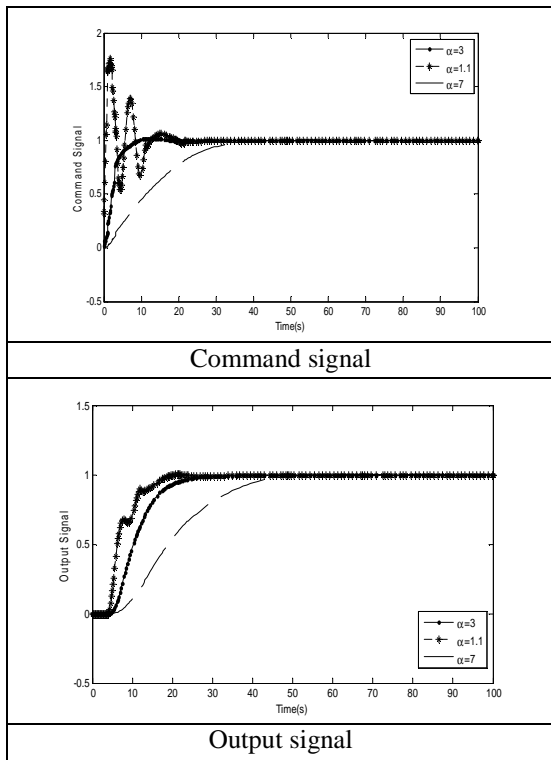 2
1.5
1
0.5
0
-0.5
Command Signal
α=3
α=1.1
α=7
0 10 20 30 40 50 60 70 80 90 100
Time(s)
Command signal
1.5
1
0.5
0
-0.5
Output Signal
α=3
α=1.1
α=7
0 10 20 30 40 50 60 70 80 90 100
Time(s)
Output signal